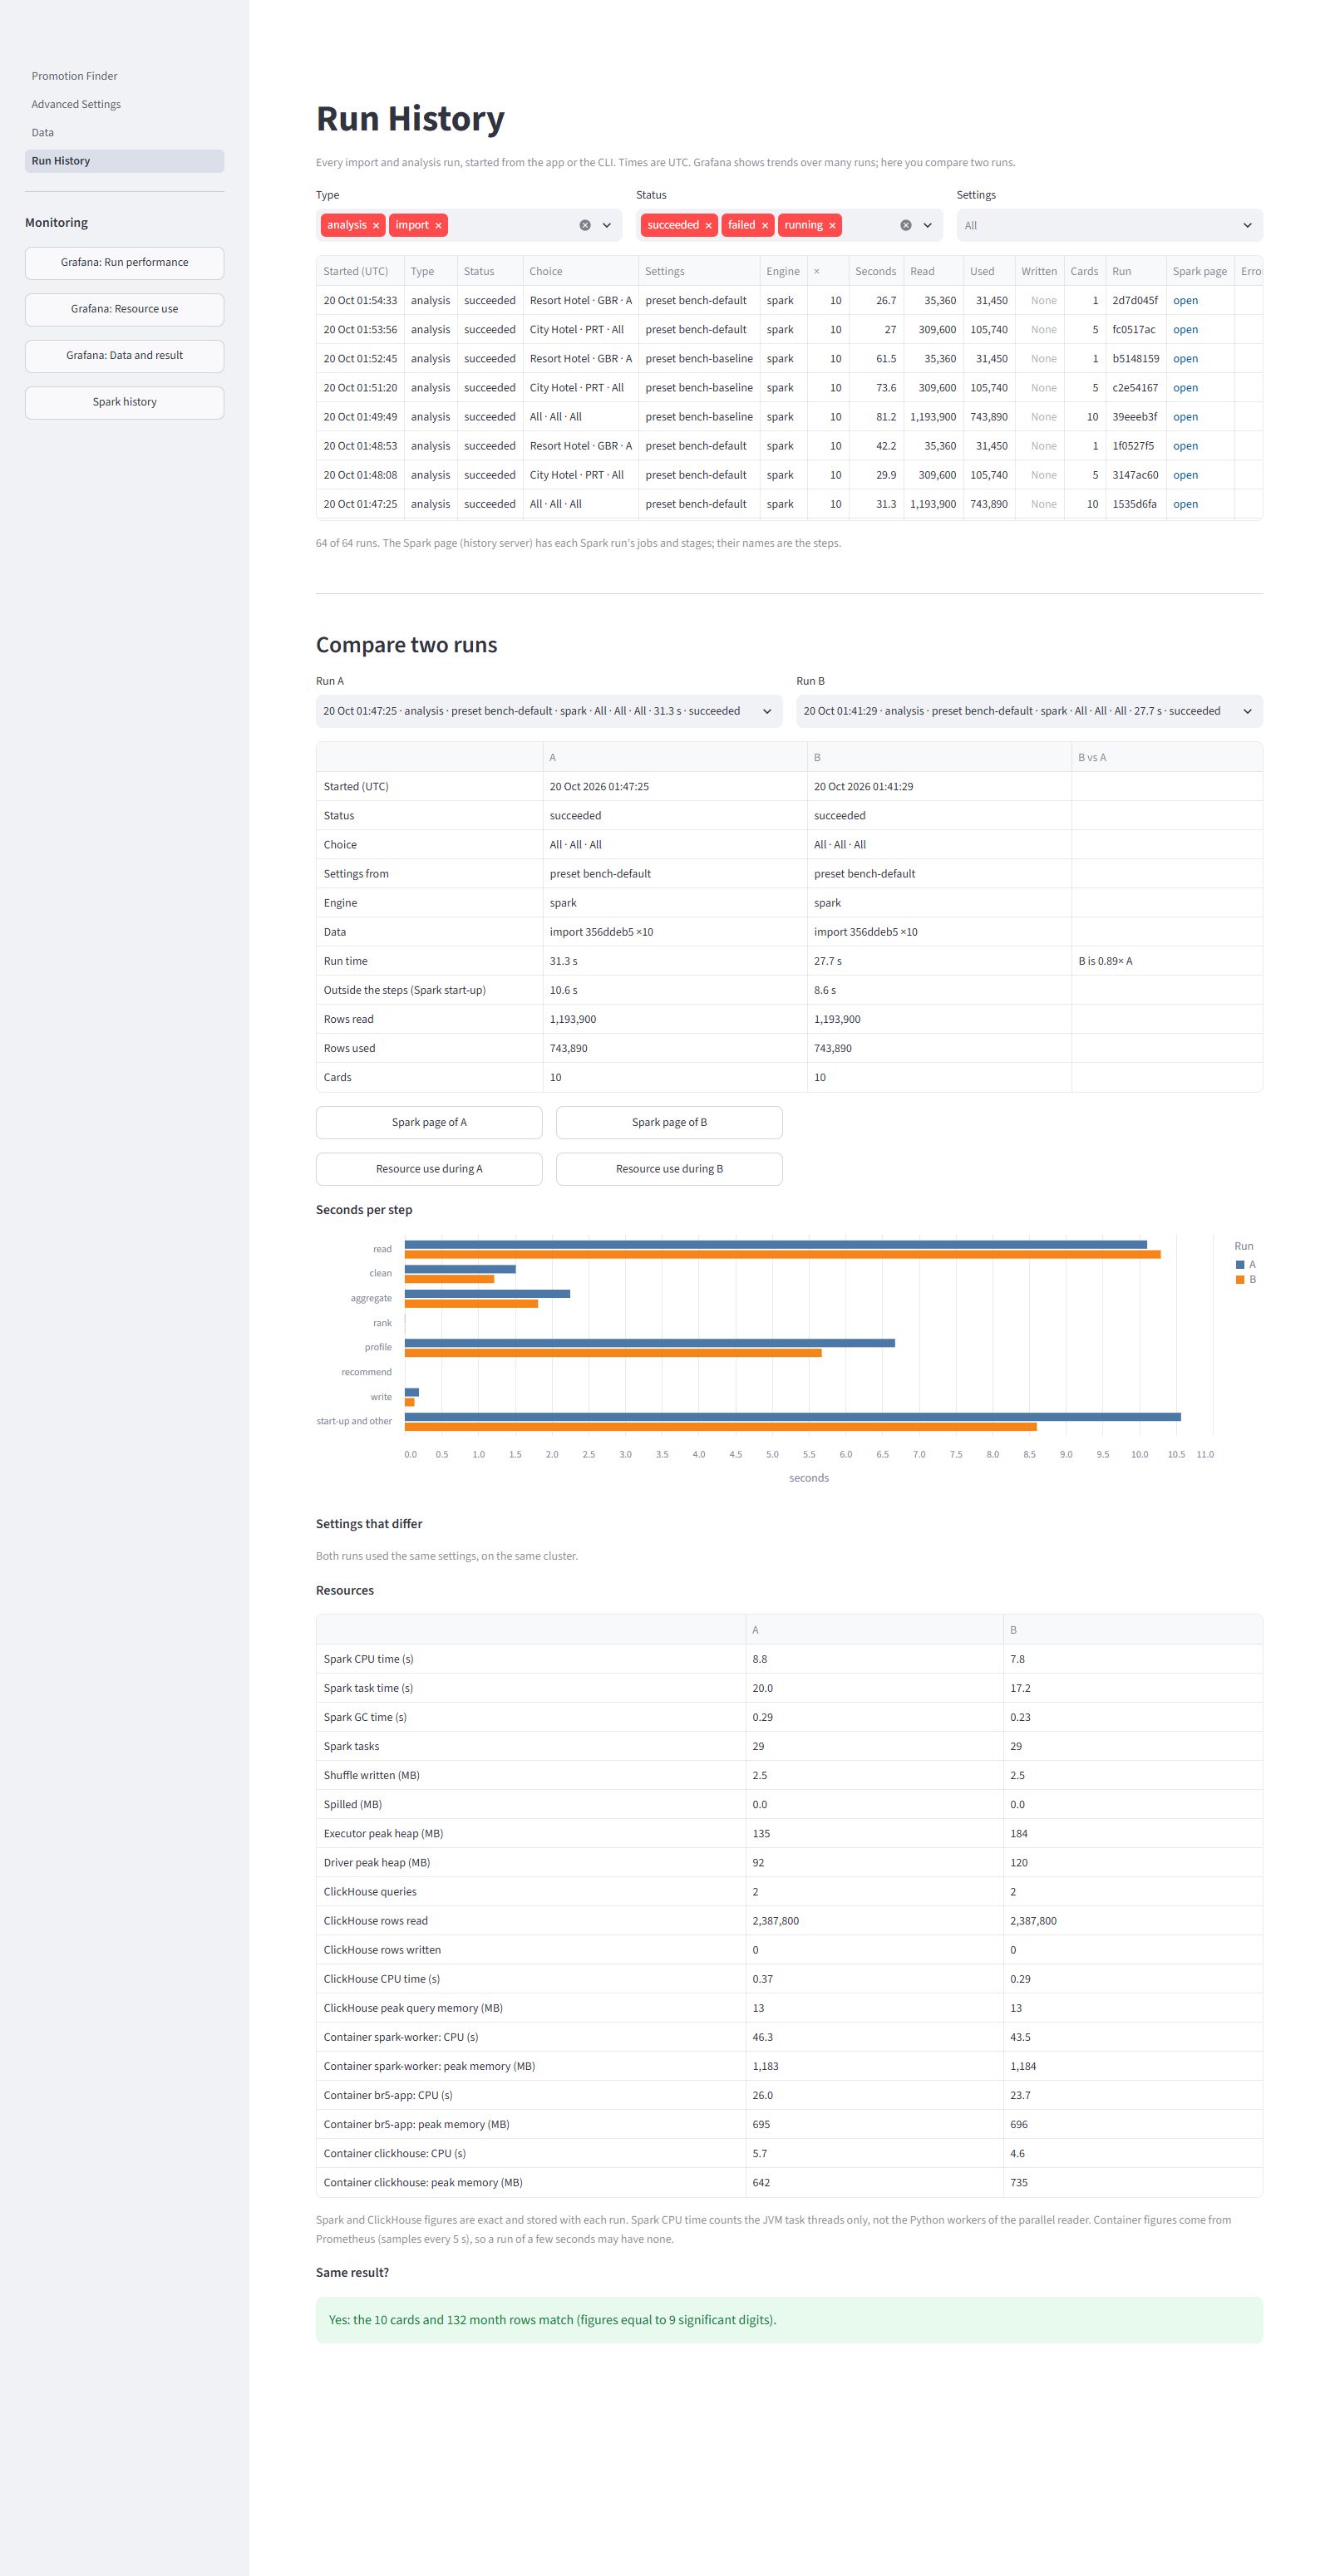 Promotion Finder
Advanced Settings
Data
Run History
Monitoring
Grafana: Run performance
Grafana: Resource use
Grafana: Data and result
Spark history
Run History
Every import and analysis run, started from the app or the CLI. Times are UTC. Grafana shows trends over many runs; here you compare two runs.
Type Status Settings
analysis × import × succeeded × failed × running × All
Started (UTC) Type Status Choice Settings Engine × Seconds Read Used Written Cards Run Spark page Erro
20 Oct 01:54:33 analysis succeeded Resort Hotel · GBR · A preset bench-default spark 10 26.7 35,360 31,450 None 1 2d7d045f open
20 Oct 01:53:56 analysis succeeded City Hotel · PRT · All preset bench-default spark 10 27 309,600 105,740 None 5 fc0517ac open
20 Oct 01:52:45 analysis succeeded Resort Hotel · GBR · A preset bench-baseline spark 10 61.5 35,360 31,450 None 1 b5148159 open
20 Oct 01:51:20 analysis succeeded City Hotel · PRT · All preset bench-baseline spark 10 73.6 309,600 105,740 None 5 c2e54167 open
20 Oct 01:49:49 analysis succeeded All · All · All preset bench-baseline spark 10 81.2 1,193,900 743,890 None 10 39eeeb3f open
20 Oct 01:48:53 analysis succeeded Resort Hotel · GBR · A preset bench-default spark 10 42.2 35,360 31,450 None 1 1f0527f5 open
20 Oct 01:48:08 analysis succeeded City Hotel · PRT · All preset bench-default spark 10 29.9 309,600 105,740 None 5 3147ac60 open
20 Oct 01:47:25 analysis succeeded All · All · All preset bench-default spark 10 31.3 1,193,900 743,890 None 10 1535d6fa open
64 of 64 runs. The Spark page (history server) has each Spark run's jobs and stages; their names are the steps.
Compare two runs
Run A Run B
20 Oct 01:47:25 · analysis · preset bench-default · spark · All · All · All · 31.3 s · succeeded 20 Oct 01:41:29 · analysis · preset bench-default · spark · All · All · All · 27.7 s · succeeded
A B B vs A
Started (UTC) 20 Oct 2026 01:47:25 20 Oct 2026 01:41:29
Status succeeded succeeded
Choice All · All · All All · All · All
Settings from preset bench-default preset bench-default
Engine spark spark
Data import 356ddeb5 ×10 import 356ddeb5 ×10
Run time 31.3 s 27.7 s B is 0.89× A
Outside the steps (Spark start-up) 10.6 s 8.6 s
Rows read 1,193,900 1,193,900
Rows used 743,890 743,890
Cards 10 10
Spark page of A Spark page of B
Resource use during A Resource use during B
Seconds per step
Run
A
B
read
clean
aggregate
rank
profile
recommend
write
start-up and other
0.0 0.5 1.0 1.5 2.0 2.5 3.0 3.5 4.0 4.5 5.0 5.5 6.0 6.5 7.0 7.5 8.0 8.5 9.0 9.5 10.0 10.5 11.0
seconds
Settings that differ
Both runs used the same settings, on the same cluster.
Resources
A B
Spark CPU time (s) 8.8 7.8
Spark task time (s) 20.0 17.2
Spark GC time (s) 0.29 0.23
Spark tasks 29 29
Shuffle written (MB) 2.5 2.5
Spilled (MB) 0.0 0.0
Executor peak heap (MB) 135 184
Driver peak heap (MB) 92 120
ClickHouse queries 2 2
ClickHouse rows read 2,387,800 2,387,800
ClickHouse rows written 0 0
ClickHouse CPU time (s) 0.37 0.29
ClickHouse peak query memory (MB) 13 13
Container spark-worker: CPU (s) 46.3 43.5
Container spark-worker: peak memory (MB) 1,183 1,184
Container br5-app: CPU (s) 26.0 23.7
Container br5-app: peak memory (MB) 695 696
Container clickhouse: CPU (s) 5.7 4.6
Container clickhouse: peak memory (MB) 642 735
Spark and ClickHouse figures are exact and stored with each run. Spark CPU time counts the JVM task threads only, not the Python workers of the parallel reader. Container figures come from
Prometheus (samples every 5 s), so a run of a few seconds may have none.
Same result?
Yes: the 10 cards and 132 month rows match (figures equal to 9 significant digits).